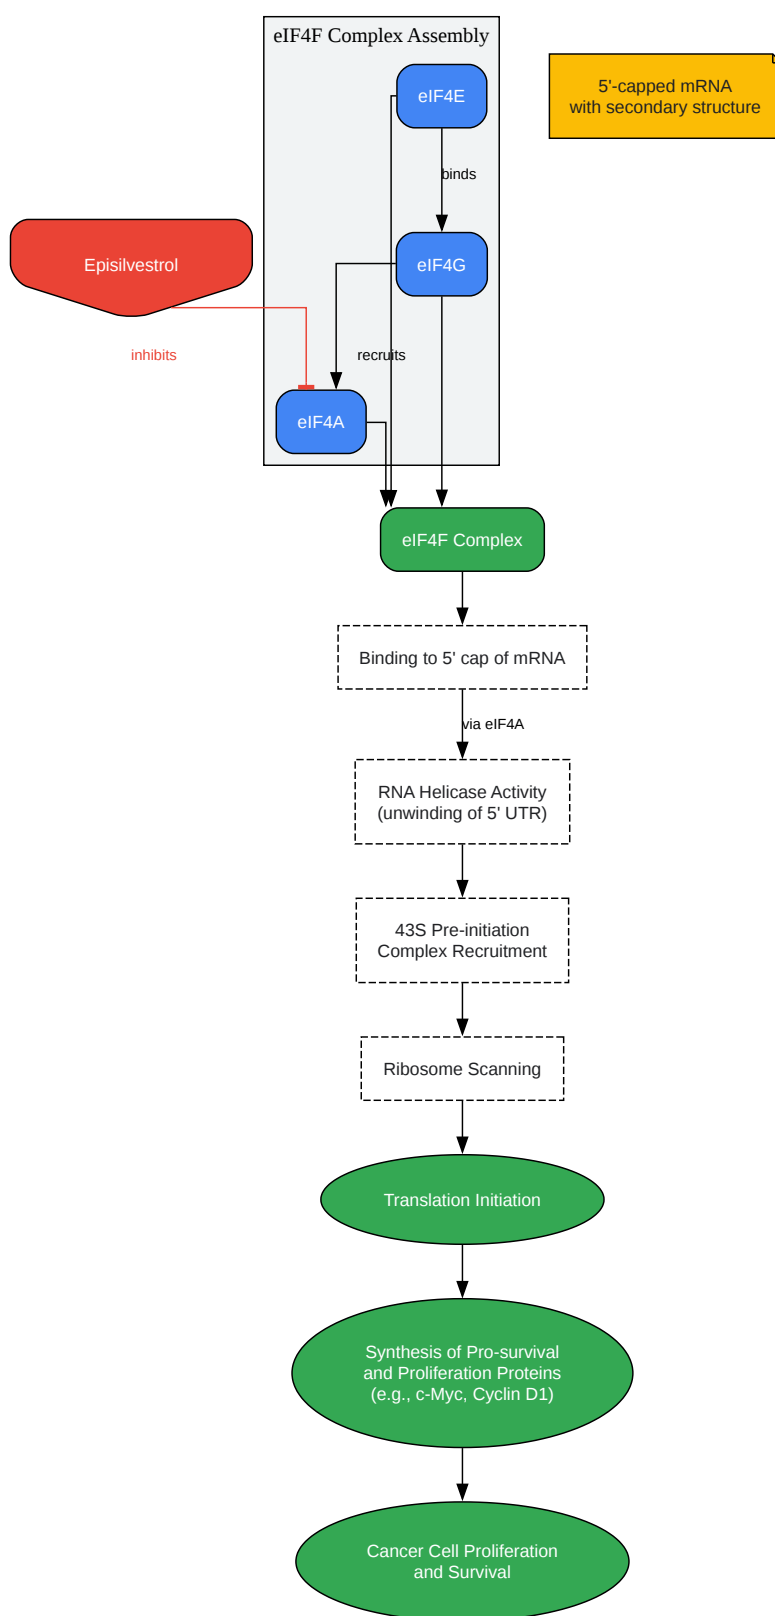 eIF4F Complex Assembly
eIF4E
5'-capped mRNA
with secondary structure
binds
Episilvestrol
eIF4G
inhibits
recruits
eIF4A
eIF4F Complex
Binding to 5' cap of mRNA
via eIF4A
RNA Helicase Activity
(unwinding of 5' UTR)
43S Pre-initiation
Complex Recruitment
Ribosome Scanning
Translation Initiation
Synthesis of Pro-survival
and Proliferation Proteins
(e.g., c-Myc, Cyclin D1)
Cancer Cell Proliferation
and Survival